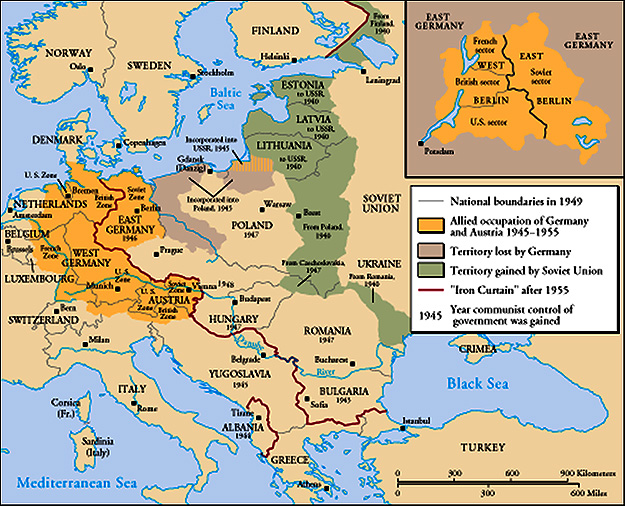 NORWAY
Oslo
SWEDEN
Stockholm
FINLAND
Helsinki
From
Finland,
1940
Leningrad
Baltic
Sea
ESTONIA
to USSR,
1940
LATVIA
to USSR,
1940
LITHUANIA
to USSR,
1940
Incorporated into
USSR, 1945
DENMARK
Copenhagen
Gdansk
(Danzig)
Incorporated into
Poland, 1945
U. S. Zone
Bremen
British
Zone
Soviet
Zone
Berlin
NETHERLANDS
Amsterdam
EAST
GERMANY
1946
Warsaw
POLAND
1947
Brest
From Poland,
1940
SOVIET
UNION
BELGIUM
Brussels
French
Zone
WEST
GERMANY
LUXEMBOURG
Prague
From Czechoslovakia,
1947
UKRAINE
From Romania,
1940
U.S.
Zone
Munich
Soviet
Zone
Vienna
1948
U. S.
Zone
AUSTRIA
British
Zone
Budapest
HUNGARY
1947
Bern
SWITZERLAND
Milan
ROMANIA
1947
Bucharest
Danube
River
Belgrade
YUGOSLAVIA
1945
BULGARIA
1945
Sofia
CRIMEA
Black Sea
ITALY
Rome
Corsica
(Fr.)
Sardinia
(Italy)
Tirane
ALBANIA
1944
GREECE
Athens
Istanbul
TURKEY
Mediterranean Sea
0 300 600 900 Kilometers
0 300 600 Miles
EAST
GERMANY
EAST
GERMANY
French
sector
WEST
British sector
BERLIN
U.S. sector
EAST
Soviet
sector
BERLIN
Potsdam
National boundaries in 1949
Allied occupation of Germany
and Austria 1945–1955
Territory lost by Germany
Territory gained by Soviet Union
"Iron Curtain" after 1955
1945 Year communist control of
government was gained